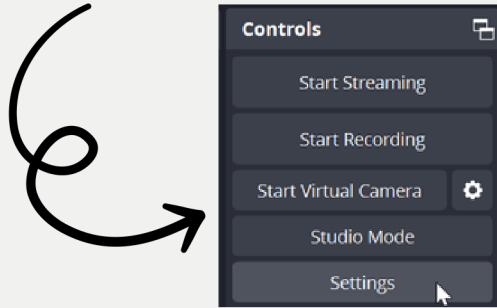 Controls
Start Streaming
Start Recording
Start Virtual Camera
Studio Mode
Settings